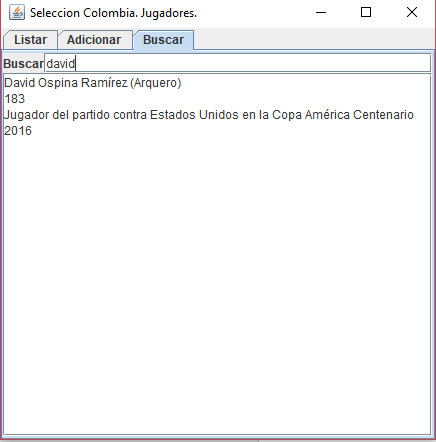 Seleccion Colombia. Jugadores.
Listar Adicionar Buscar
Buscar david
David Ospina Ramírez (Arquero)
183
Jugador del partido contra Estados Unidos en la Copa América Centenario
2016